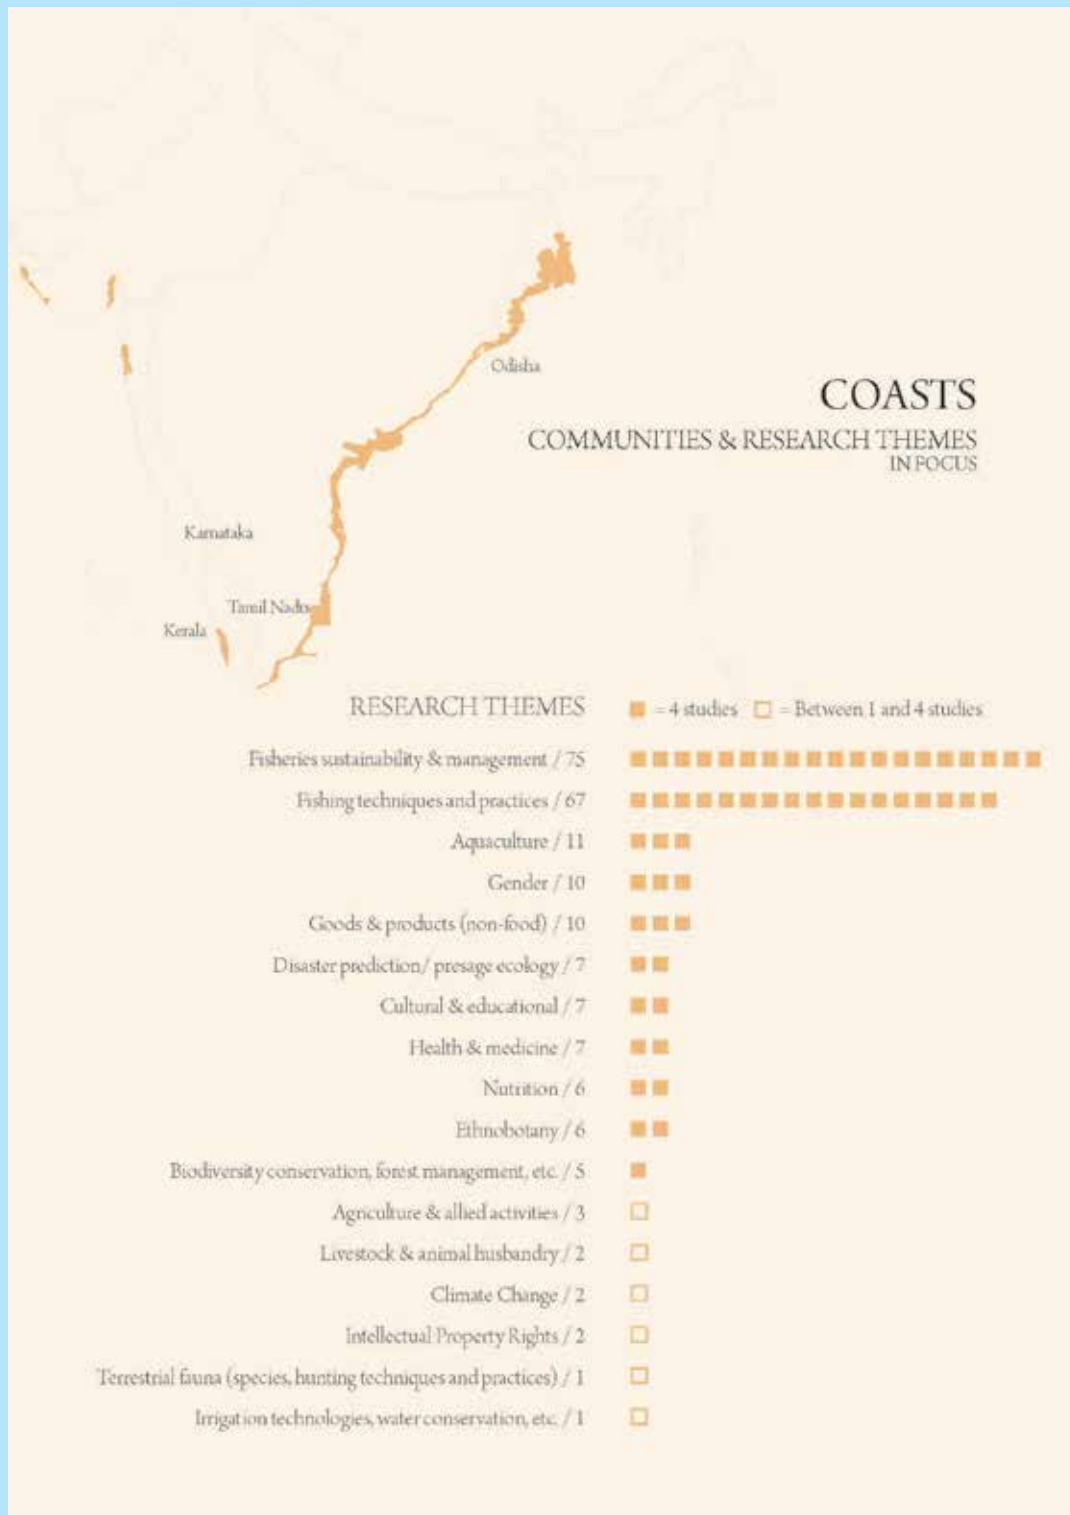 Odisha
COASTS
COMMUNITIES & RESEARCH THEMES
IN FOCUS
Karnataka
Tamil Nadu
Kerala
RESEARCH THEMES
= 4 studies = Between 1 and 4 studies
Fisheries sustainability & management / 75
Fishing techniques and practices / 67
Aquaculture / 11
Gender / 10
Goods & products (non-food) / 10
Disaster prediction/ presage ecology / 7
Cultural & educational / 7
Health & medicine / 7
Nutrition / 6
Ethnobotany / 6
Biodiversity conservation, forest management, etc. / 5
Agriculture & allied activities / 3
Livestock & animal husbandry / 2
Climate Change / 2
Intellectual Property Rights / 2
Terrestrial fauna (species, hunting techniques and practices) / 1
Irrigation technologies, water conservation, etc. / 1